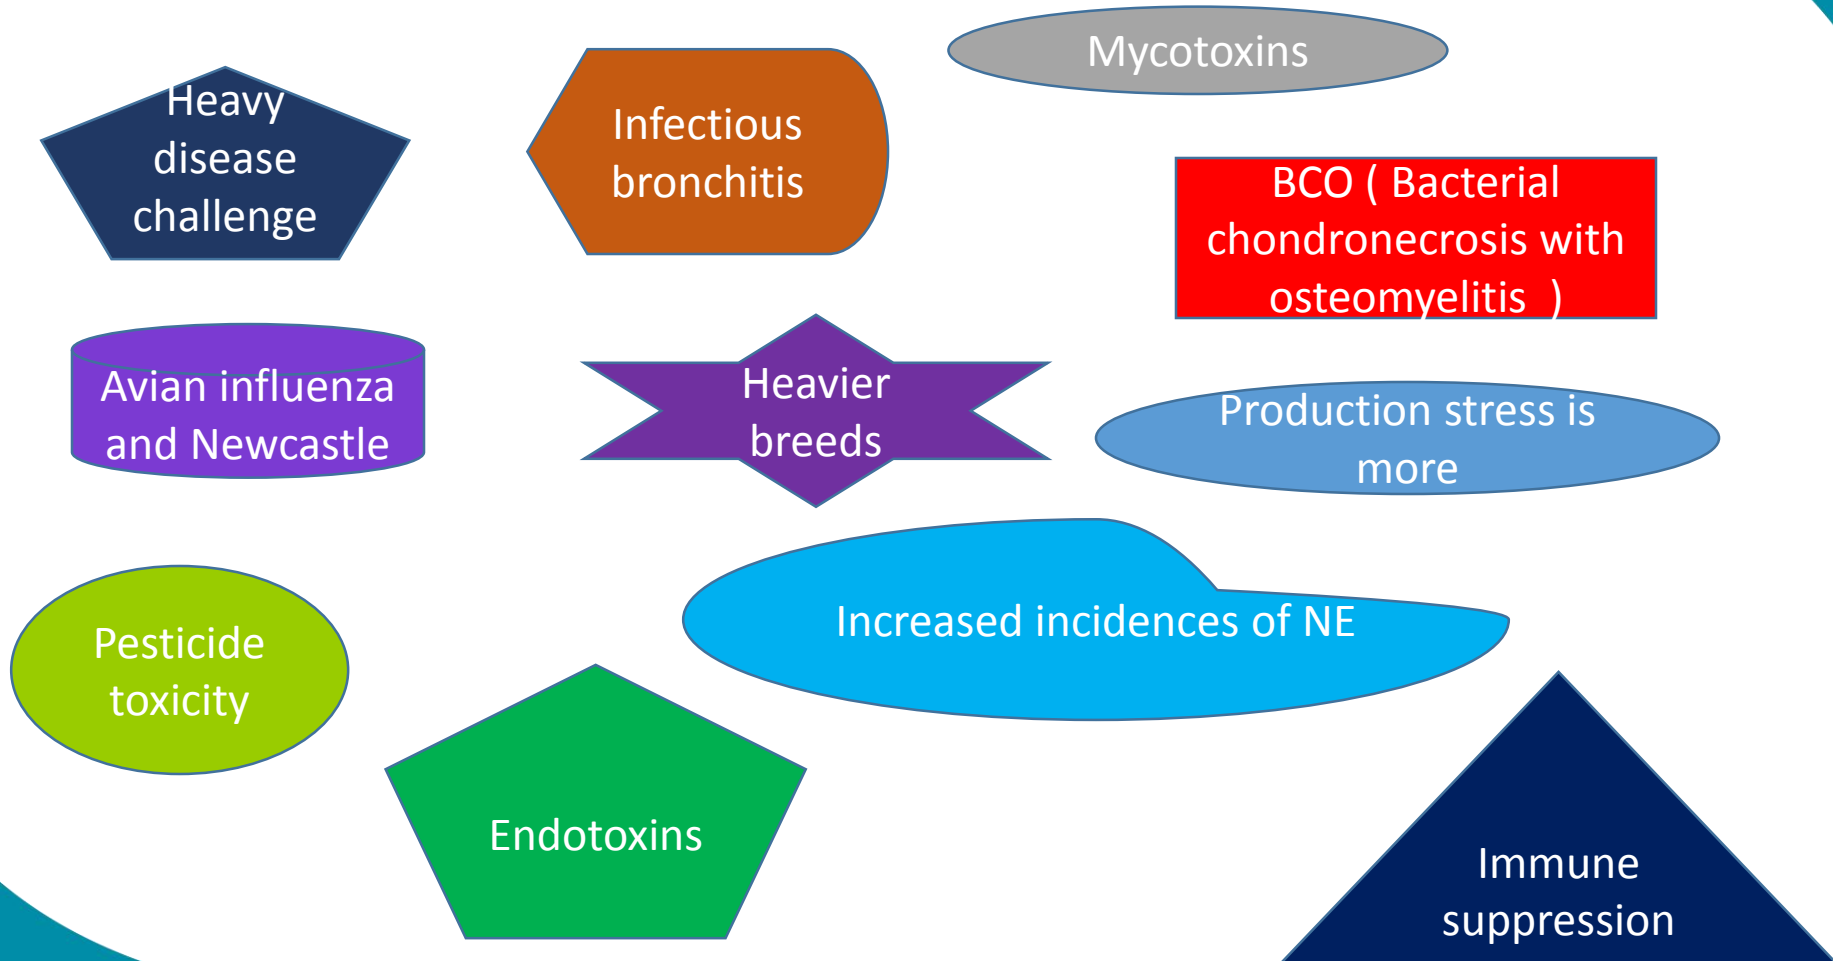 Mycotoxins
Heavy
disease
challenge
Infectious
bronchitis
BCO ( Bacterial
chondronecrosis with
osteomyelitis  )
Avian influenza
and Newcastle
Heavier
breeds
Production stress is
more
Increased incidences of NE
Pesticide
toxicity
Endotoxins
Immune
suppression